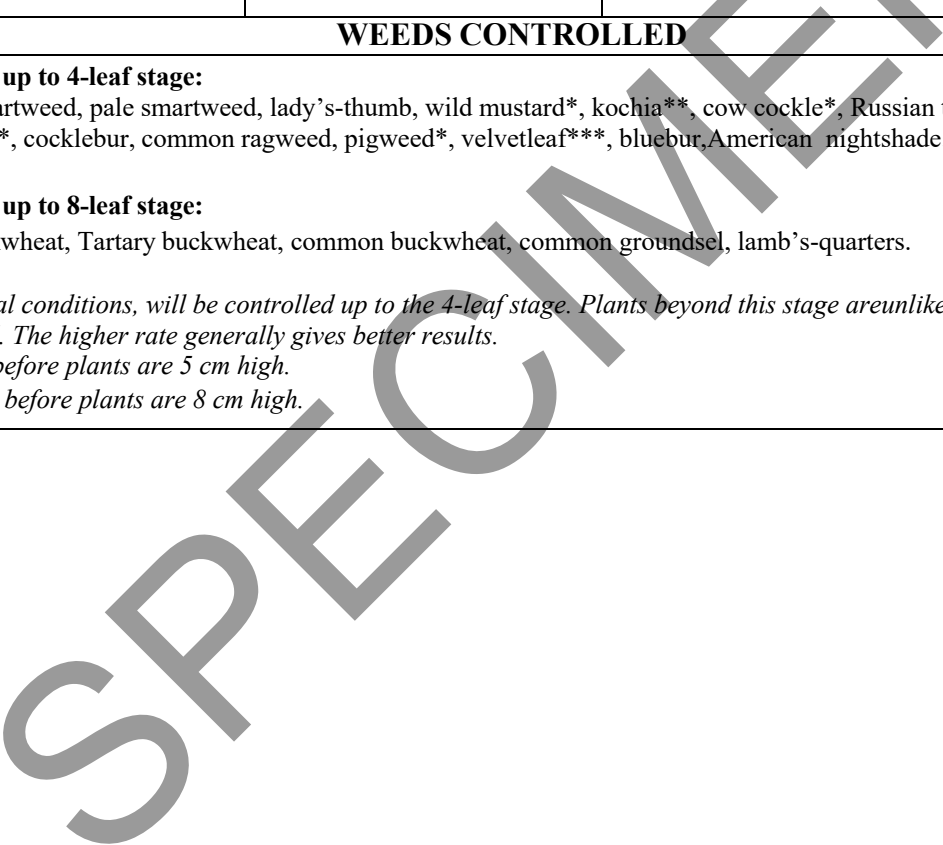 WEEDS CONTROLLED
up to 4-leaf stage:
artweed, pale smartweed, lady’s-thumb, wild mustard*, kochia**, cow cockle*, Russian
*, cocklebur, common ragweed, pigweed*, velvetleaf***, bluebur,American nightshade
up to 8-leaf stage:
wheat, Tartary buckwheat, common buckwheat, common groundsel, lamb’s-quarters.
al conditions, will be controlled up to the 4-leaf stage. Plants beyond this stage areunlike
. The higher rate generally gives better results.
before plants are 5 cm high.
before plants are 8 cm high.
SPECIME